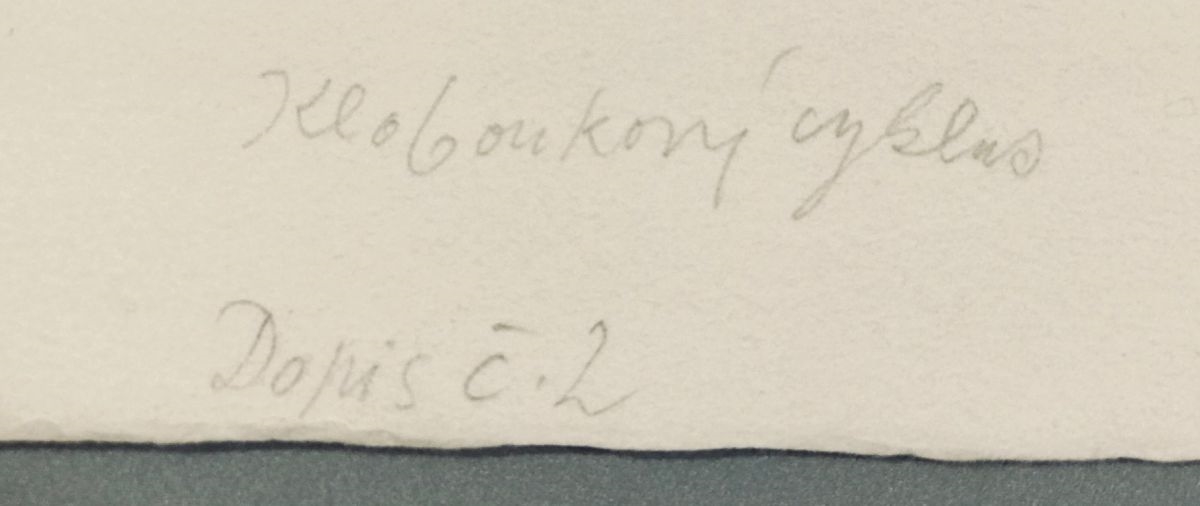 Kloboukový cyklus
Dopis č. 2